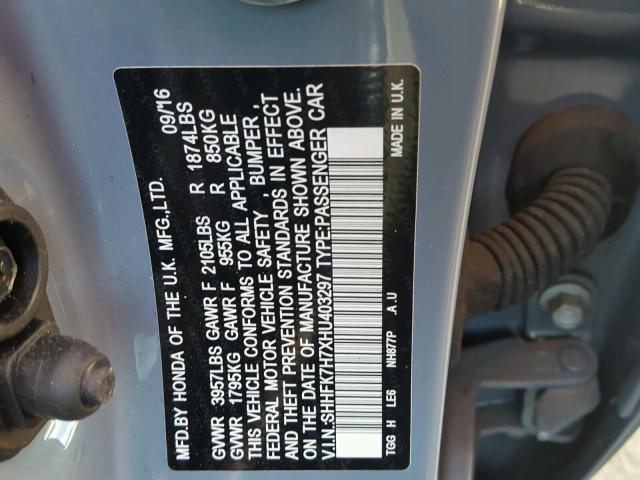 MFD.BY HONDA OF THE U.K. MFG.,LTD. 09/16
GVWR 3957LBS GAWR F 2105LBS R 1874LBS
GVWR 1795KG GAWR F 955KG R 850KG
THIS VEHICLE CONFORMS TO ALL APPLICABLE
FEDERAL MOTOR VEHICLE SAFETY , BUMPER ,
AND THEFT PREVENTION STANDARDS IN EFFECT
ON THE DATE OF MANUFACTURE SHOWN ABOVE.
V.I.N.:SHHFK7H7XHU403297 TYPE:PASSENGER CAR
TGG H LE6 NH877P .A .U MADE IN U.K.